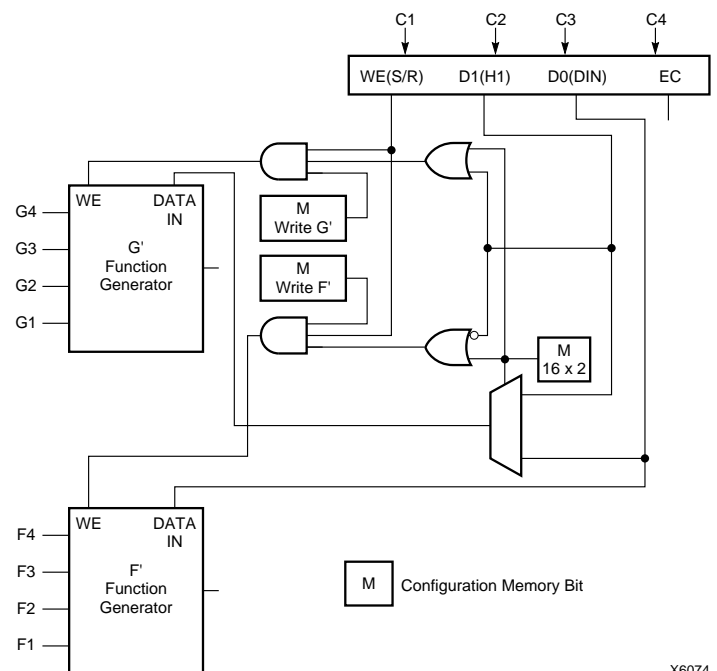 C1 C2 C3 C4
WE(S/R) D1(H1) D0(DIN) EC
WE DATA IN
G4
G3
G2
G1
G' Function Generator
M
Write G'
M
Write F'
M
16 x 2
WE DATA IN
F4
F3
F2
F1
F' Function Generator
M Configuration Memory Bit
X6074